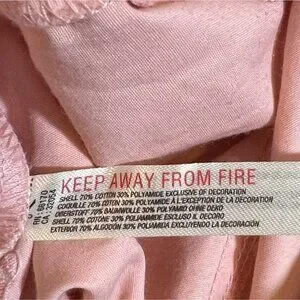 KEEP AWAY FROM FIRE
SHELL 70% COTTON 30% POLYAMIDE EXCLUSIVE OF DECORATION
COQUILLE 70% COTON 30% POLYAMIDE À L'EXCEPTION DE LA DECORATION
OBERSTOFF 70% BAUMWOLLE 30% POLYAMID OHNE DEKO
ESTERNO 70% COTONE 30% POLIAMMIDE ESCLUSO IL DECORO
EXTERIOR 70% ALGODÓN 30% POLIAMIDA EXCLUYENDO LA DECORACIÓN